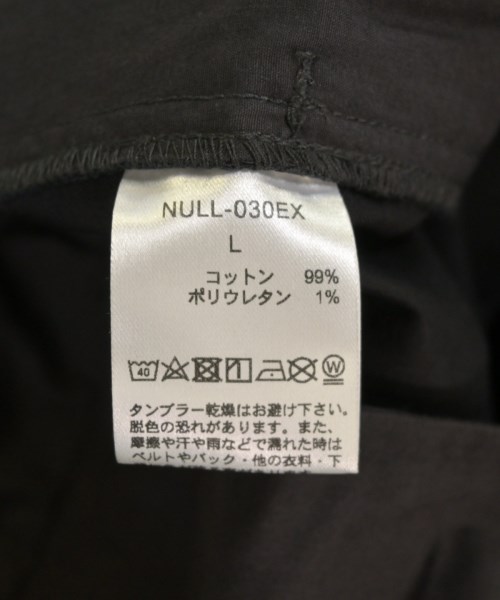 NULL-030EX
L
コットン 99%
ポリウレタン 1%
40 W
タンブラー乾燥はお避け下さい。
脱色の恐れがあります。また、
摩擦や汗や雨などで濡れた時は
ベルトやバック・他の衣料・下